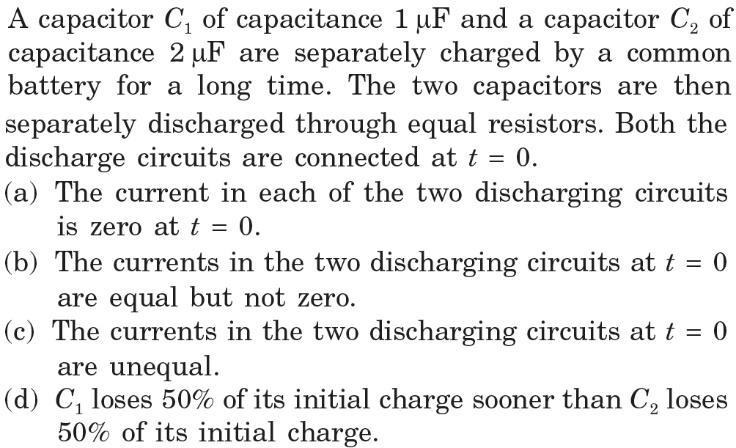 A capacitor C₁ of capacitance 1 μF and a capacitor C₂ of
capacitance 2 μF are separately charged by a common
battery for a long time. The two capacitors are then
separately discharged through equal resistors. Both the
discharge circuits are connected at t = 0.
(a) The current in each of the two discharging circuits
is zero at t = 0.
(b) The currents in the two discharging circuits at t = 0
are equal but not zero.
(c) The currents in the two discharging circuits at t = 0
are unequal.
(d) C₁ loses 50% of its initial charge sooner than C₂ loses
50% of its initial charge.